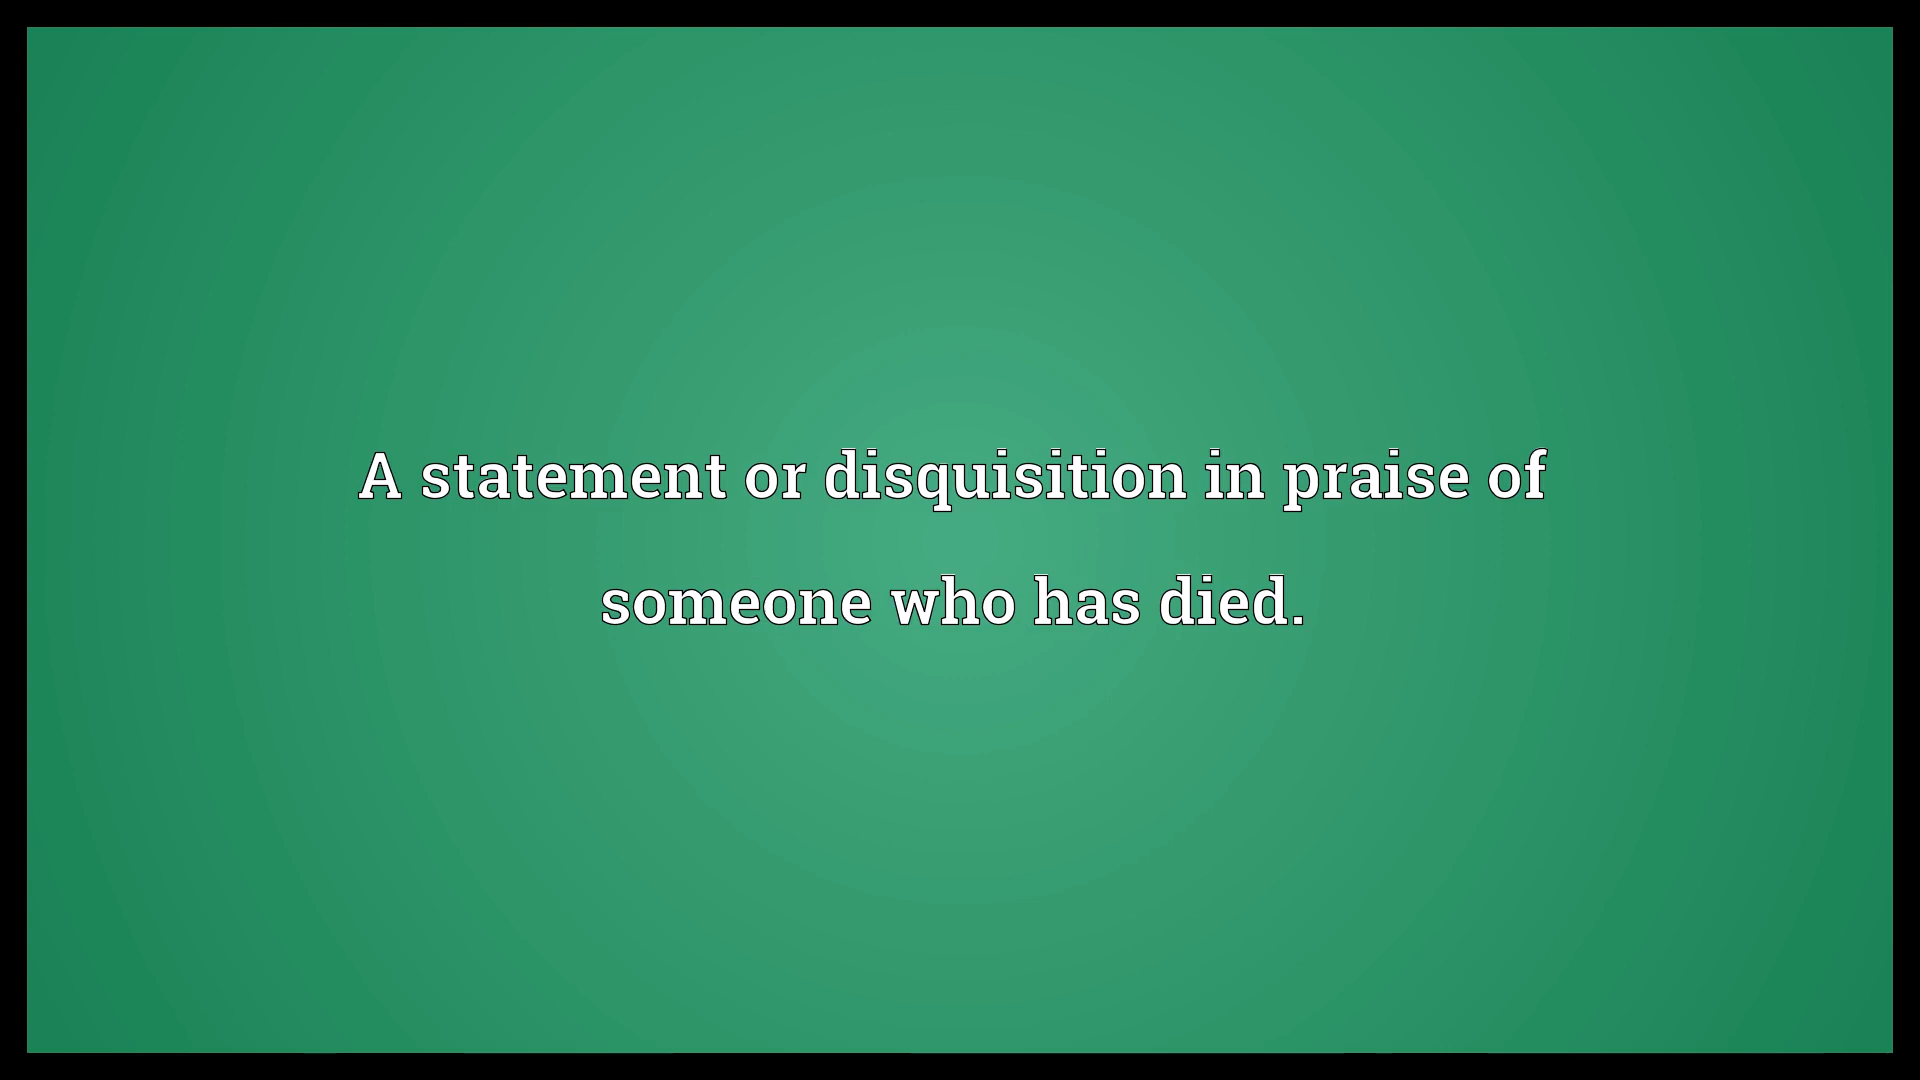 A statement or disquisition in praise of
someone who has died.